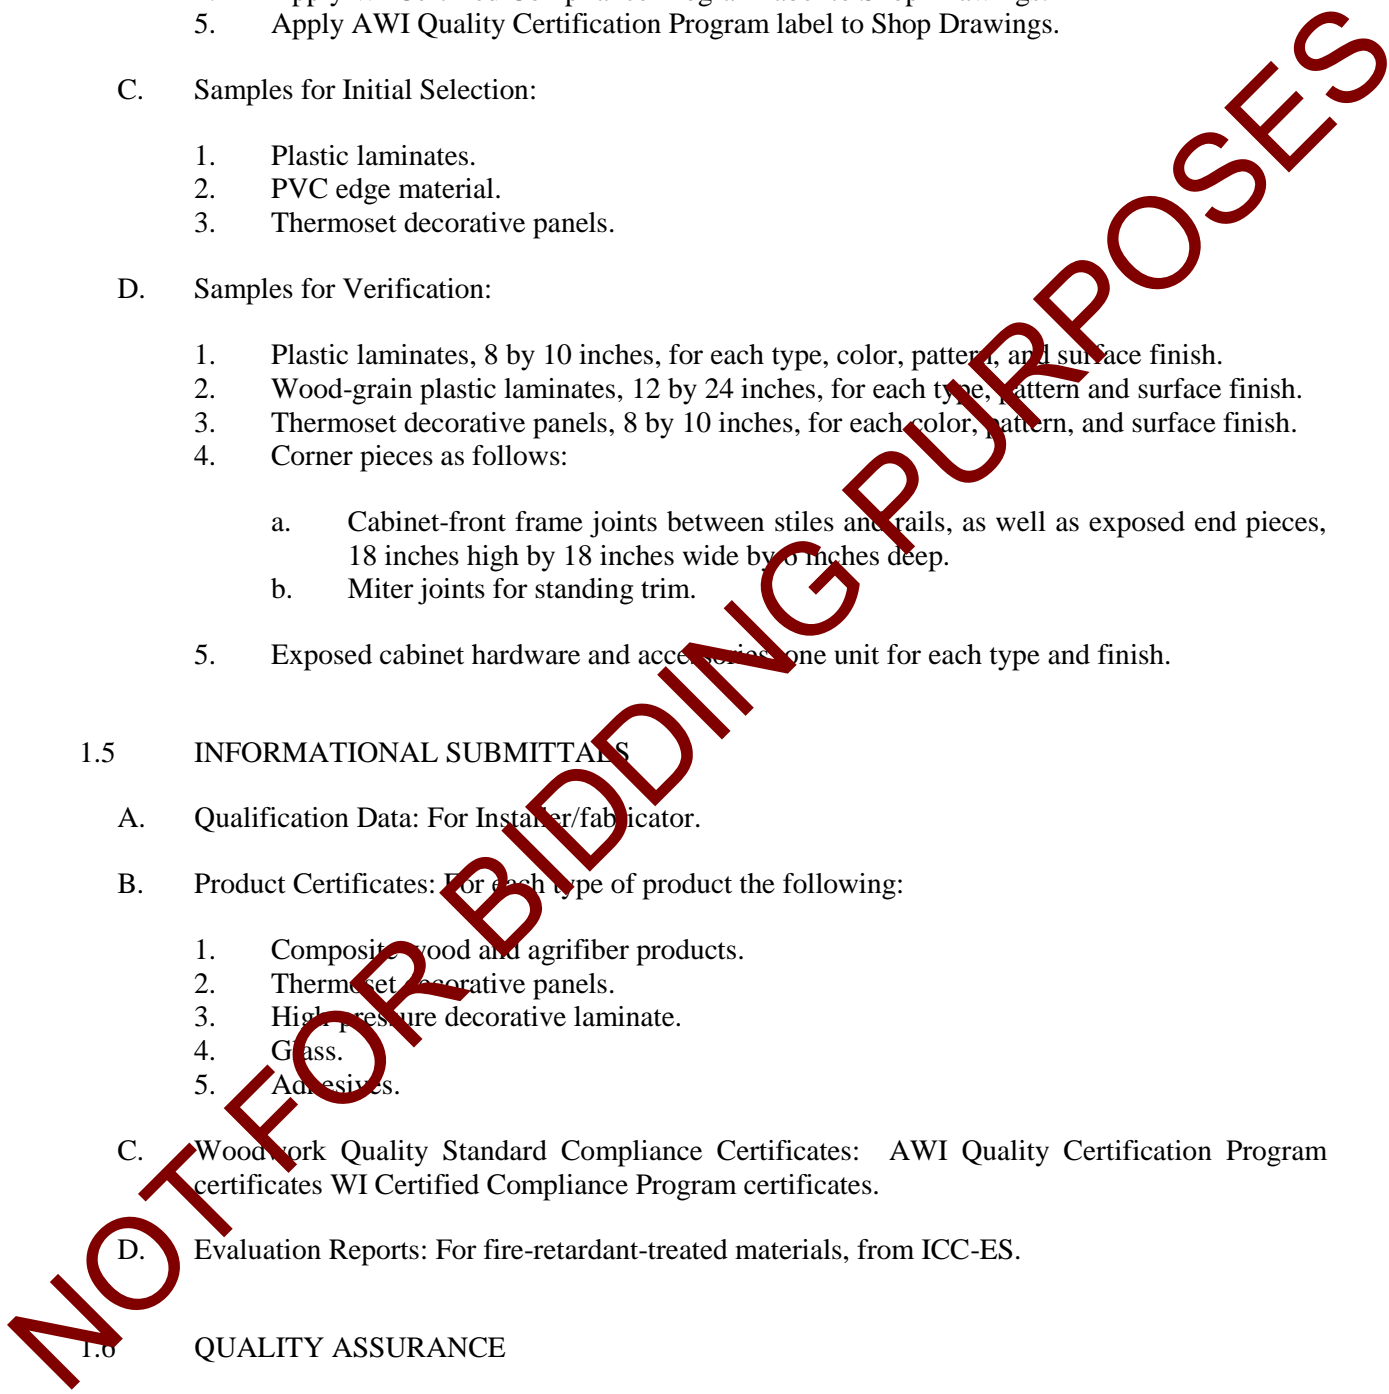 5. Apply AWI Quality Certification Program label to Shop Drawings.
C. Samples for Initial Selection:
1. Plastic laminates.
2. PVC edge material.
3. Thermoset decorative panels.
D. Samples for Verification:
1. Plastic laminates, 8 by 10 inches, for each type, color, pattern, and surface finish.
2. Wood-grain plastic laminates, 12 by 24 inches, for each type, pattern and surface finish.
3. Thermoset decorative panels, 8 by 10 inches, for each color, pattern, and surface finish.
4. Corner pieces as follows:
a. Cabinet-front frame joints between stiles and rails, as well as exposed end pieces,
18 inches high by 18 inches wide by 6 inches deep.
b. Miter joints for standing trim.
5. Exposed cabinet hardware and accessories, one unit for each type and finish.
1.5 INFORMATIONAL SUBMITTALS
A. Qualification Data: For Installer/fabricator.
B. Product Certificates: For each type of product the following:
1. Composite wood and agrifiber products.
2. Thermoset decorative panels.
3. High-pressure decorative laminate.
4. Glass.
5. Adhesives.
C. Woodwork Quality Standard Compliance Certificates: AWI Quality Certification Program
certificates WI Certified Compliance Program certificates.
D. Evaluation Reports: For fire-retardant-treated materials, from ICC-ES.
1.6 QUALITY ASSURANCE
NOT FOR BIDDING PURPOSES